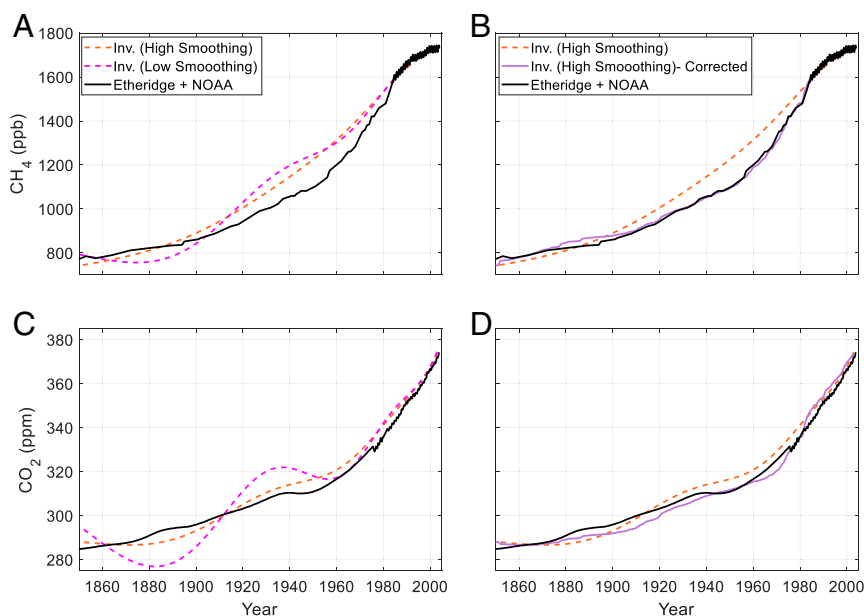 A
B
1800
1600
1400
1200
1000
800
CH4 (ppb)
Inv. (High Smoothing)
Inv. (Low Smooothing)
Etheridge + NOAA
Inv. (High Smoothing)
Inv. (High Smooothing)- Corrected
Etheridge + NOAA
C
D
380
360
340
320
300
280
CO2 (ppm)
1860 1880 1900 1920 1940 1960 1980 2000
Year
1860 1880 1900 1920 1940 1960 1980 2000
Year